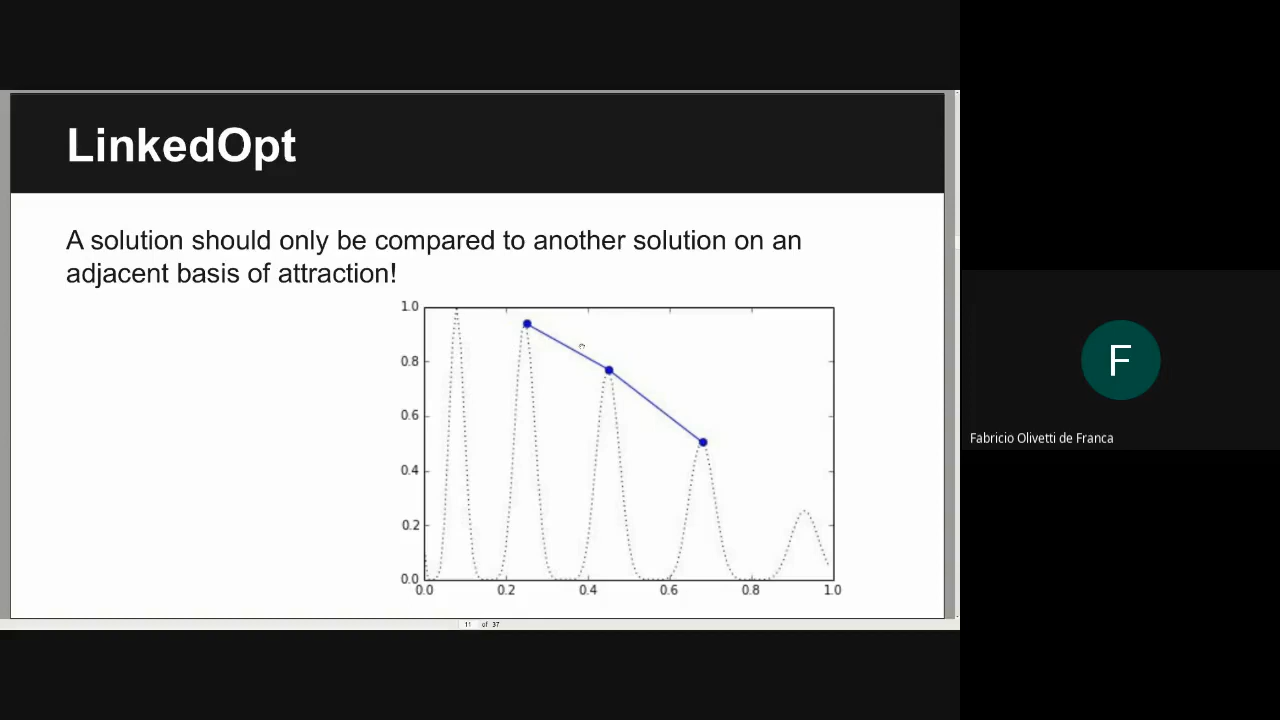 LinkedOpt
A solution should only be compared to another solution on an
adjacent basis of attraction!
1.0
0.8
0.6
0.4
0.2
0.0
0.0 0.2 0.4 0.6 0.8 1.0
11 of 37
F
Fabricio Olivetti de Franca